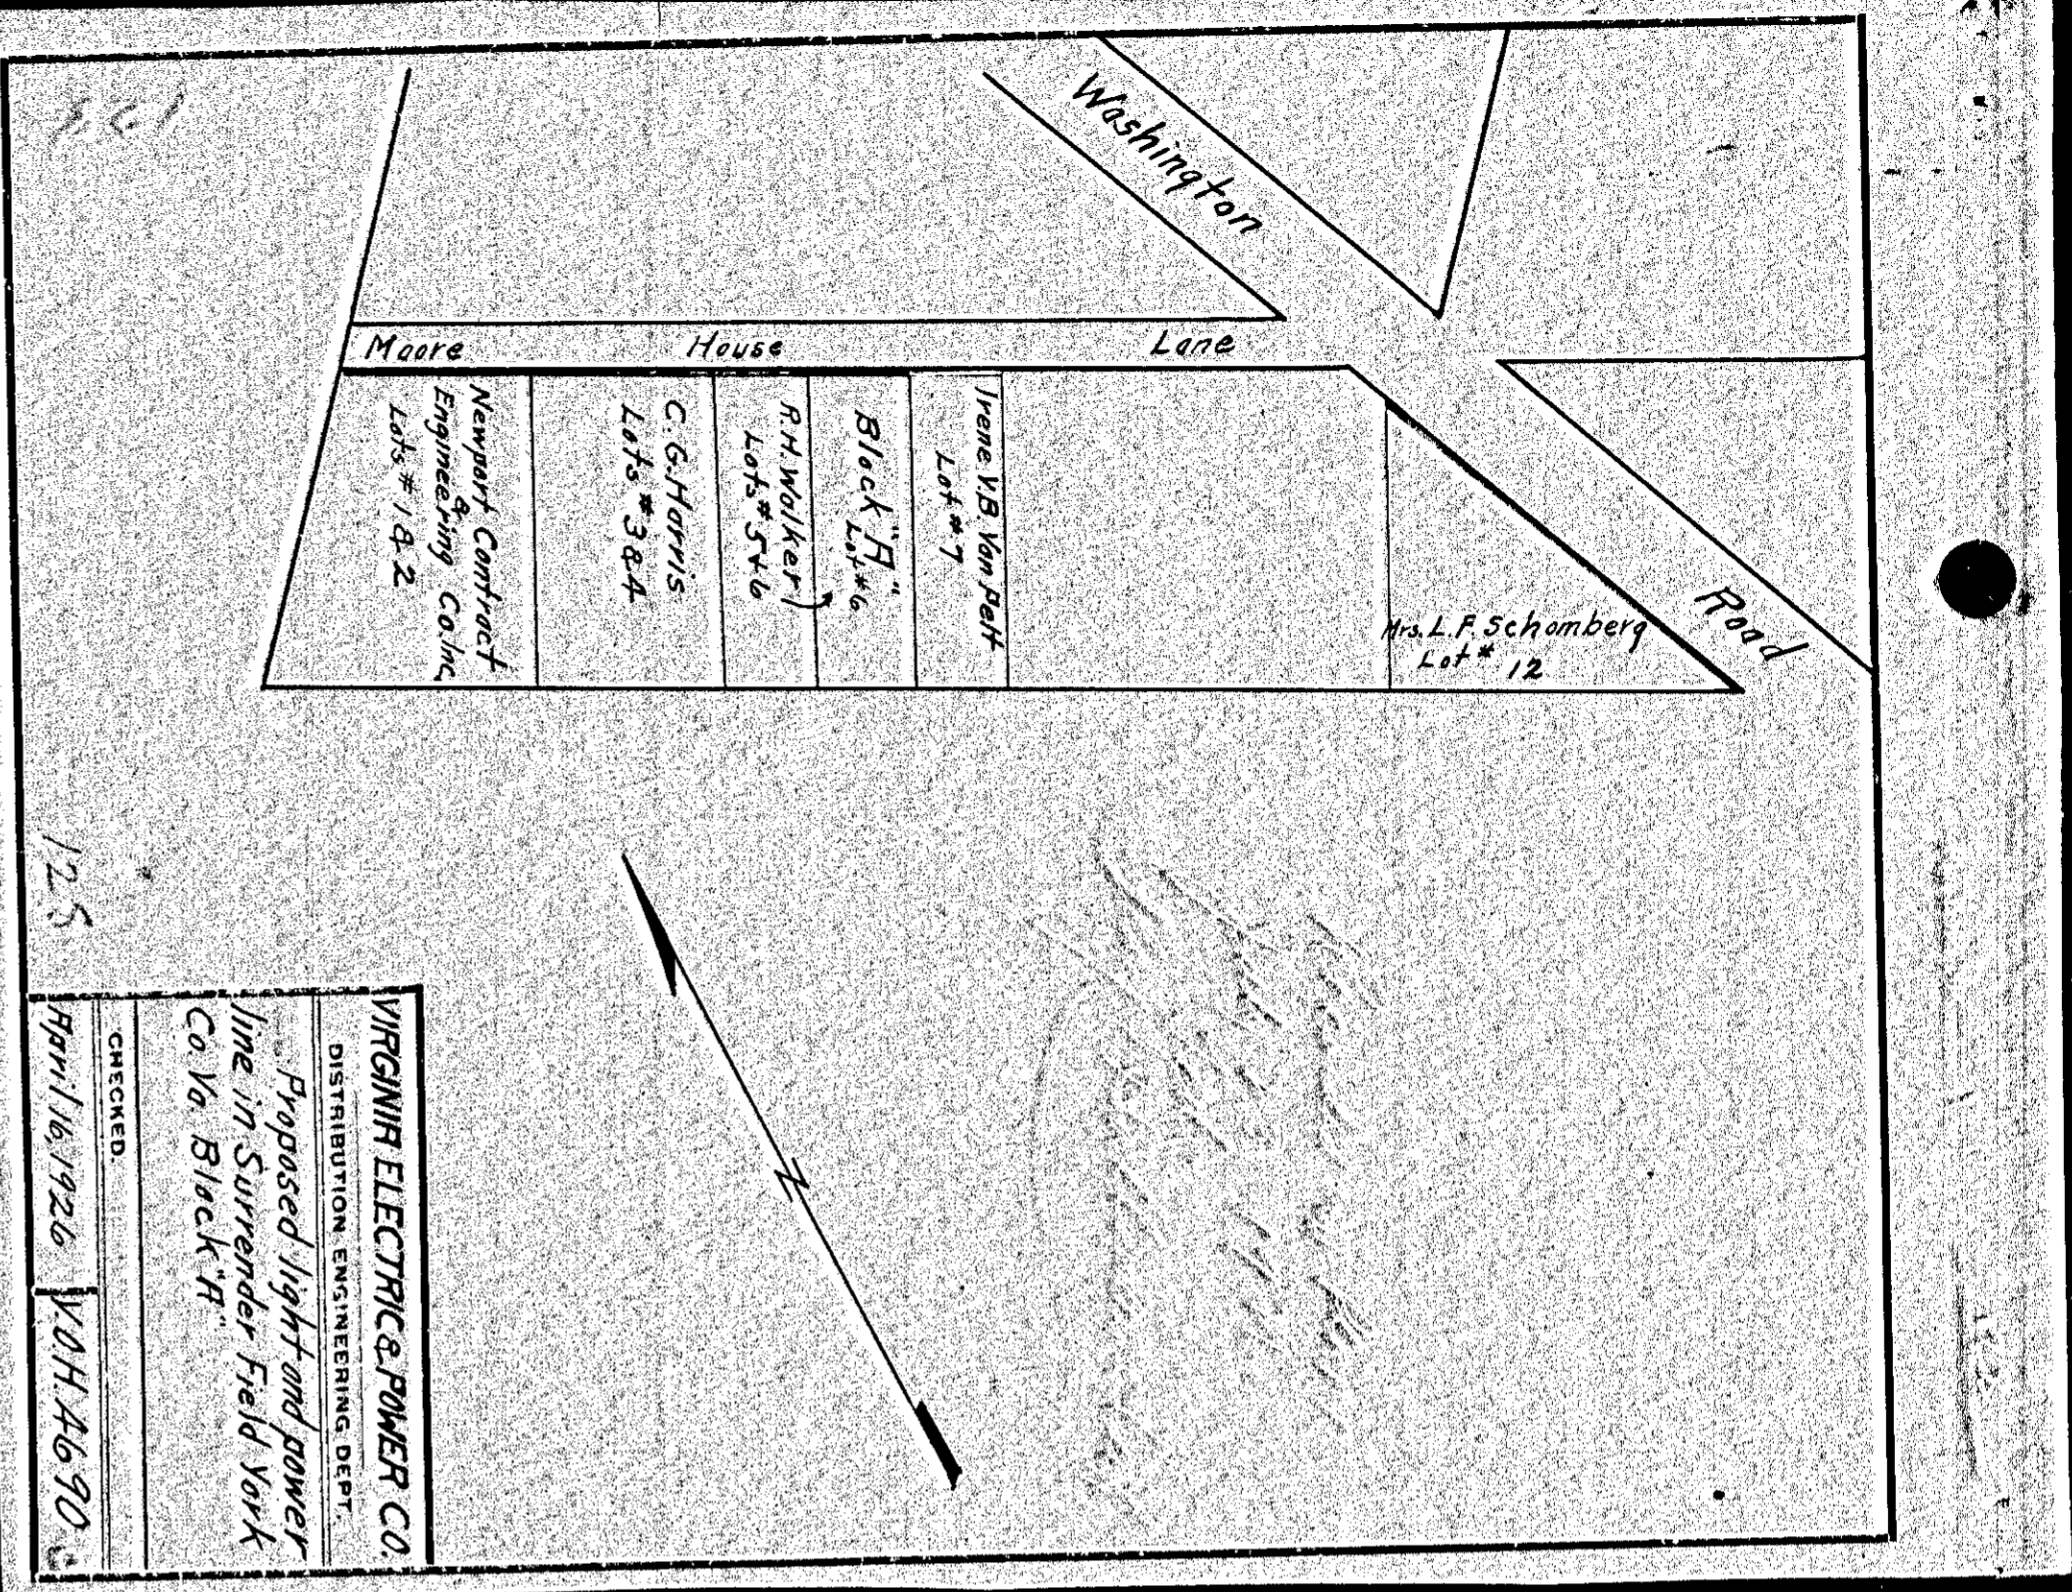 Washington
Road
Moore House Lane
Newport Contract
&
Engineering Co. Inc.
Lots #1&2
C. G. Harris
Lots #3&4
R. H. Walker
Lots #5+6
Block "A"
Lot #6
Irene V.B. Van Pelt
Lot #7
Mrs. L. F. Schomberg
Lot # 12
N
125
VIRGINIA ELECTRIC & POWER CO.
DISTRIBUTION ENGINEERING DEPT.
Proposed light and power
line in Surrender Field York
Co. Va. Block "A"
CHECKED.
April 16, 1926
V.O.H. A690